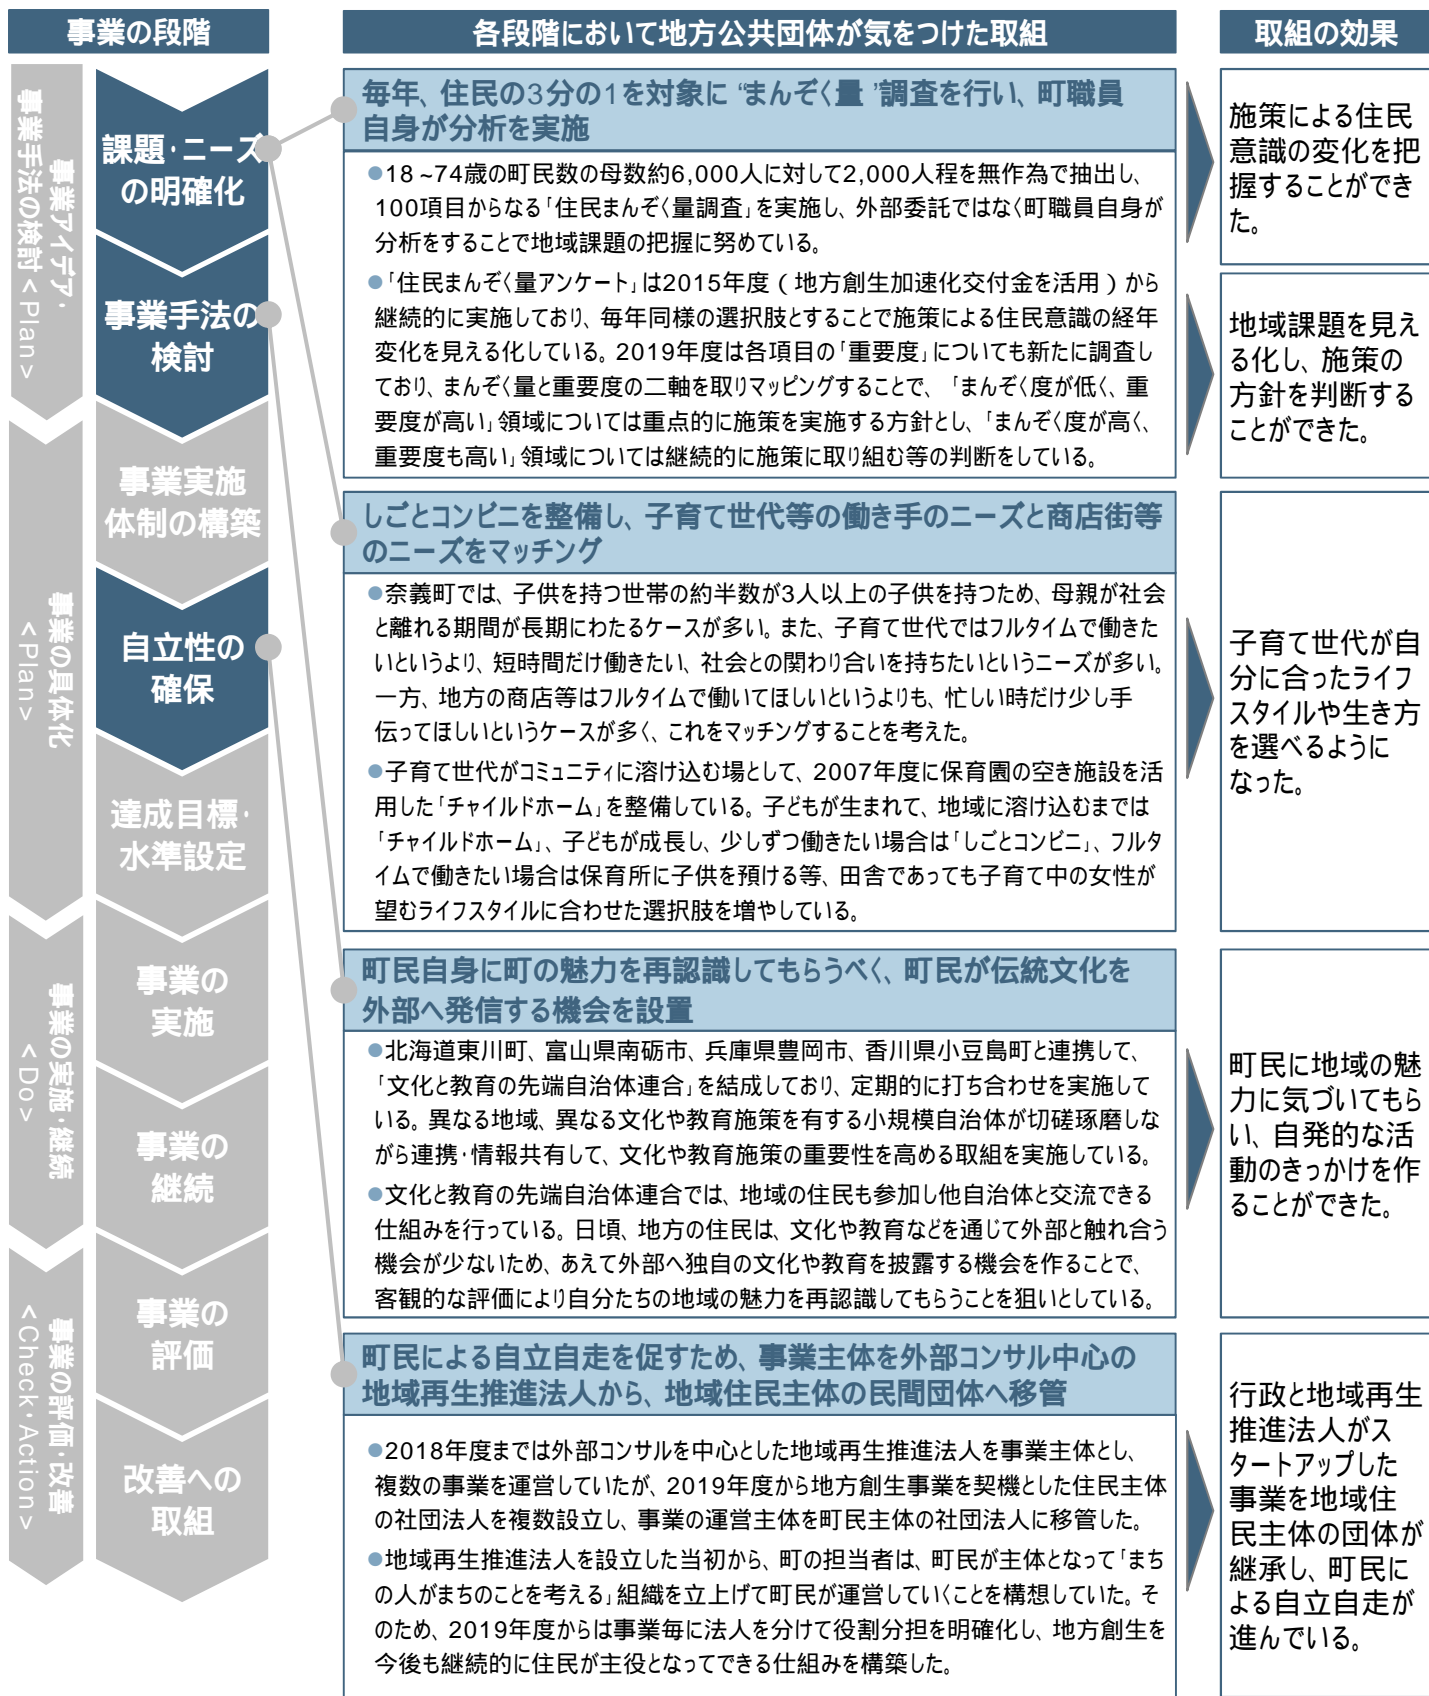 事業の段階
各段階において地方公共団体が気をつけた取組
取組の効果
事業アイデア・
事業手法の検討＜Plan＞
課題・ニーズ
の明確化
事業手法の
検討
事業の具体化
＜Plan＞
事業実施
体制の構築
自立性の
確保
達成目標・
水準設定
事業の実施・継続
＜Do＞
事業の
実施
事業の
継続
事業の評価・改善
＜Check・Action＞
事業の
評価
改善への
取組
毎年、住民の3分の1を対象に“まんぞく量”調査を行い、町職員
自身が分析を実施
●18~74歳の町民数の母数約6,000人に対して2,000人程を無作為で抽出し、
100項目からなる「住民まんぞく量調査」を実施し、外部委託ではなく町職員自身が
分析をすることで地域課題の把握に努めている。
●「住民まんぞく量アンケート」は2015年度（地方創生加速化交付金を活用）から
継続的に実施しており、毎年同様の選択肢とすることで施策による住民意識の経年
変化を見える化している。2019年度は各項目の「重要度」についても新たに調査し
ており、まんぞく量と重要度の二軸を取りマッピングすることで、「まんぞく度が低く、重
要度が高い」領域については重点的に施策を実施する方針とし、「まんぞく度が高く、
重要度も高い」領域については継続的に施策に取り組む等の判断をしている。
施策による住民
意識の変化を把
握することができ
た。
地域課題を見え
る化し、施策の
方針を判断する
ことができた。
しごとコンビニを整備し、子育て世代等の働き手のニーズと商店街等
のニーズをマッチング
●奈義町では、子供を持つ世帯の約半数が3人以上の子供を持つため、母親が社会
と離れる期間が長期にわたるケースが多い。また、子育て世代ではフルタイムで働きた
いというより、短時間だけ働きたい、社会との関わり合いを持ちたいというニーズが多い。
一方、地方の商店等はフルタイムで働いてほしいというよりも、忙しい時だけ少し手
伝ってほしいというケースが多く、これをマッチングすることを考えた。
●子育て世代がコミュニティに溶け込む場として、2007年度に保育園の空き施設を活
用した「チャイルドホーム」を整備している。子どもが生まれて、地域に溶け込むまでは
「チャイルドホーム」、子どもが成長し、少しずつ働きたい場合は「しごとコンビニ」、フルタ
イムで働きたい場合は保育所に子供を預ける等、田舎であっても子育て中の女性が
望むライフスタイルに合わせた選択肢を増やしている。
子育て世代が自
分に合ったライフ
スタイルや生き方
を選べるように
なった。
町民自身に町の魅力を再認識してもらうべく、町民が伝統文化を
外部へ発信する機会を設置
●北海道東川町、富山県南砺市、兵庫県豊岡市、香川県小豆島町と連携して、
「文化と教育の先端自治体連合」を結成しており、定期的に打ち合わせを実施して
いる。異なる地域、異なる文化や教育施策を有する小規模自治体が切磋琢磨しな
がら連携・情報共有して、文化や教育施策の重要性を高める取組を実施している。
●文化と教育の先端自治体連合では、地域の住民も参加し他自治体と交流できる
仕組みを行っている。日頃、地方の住民は、文化や教育などを通じて外部と触れ合う
機会が少ないため、あえて外部へ独自の文化や教育を披露する機会を作ることで、
客観的な評価により自分たちの地域の魅力を再認識してもらうことを狙いとしている。
町民に地域の魅
力に気づいてもら
い、自発的な活
動のきっかけを作
ることができた。
町民による自立自走を促すため、事業主体を外部コンサル中心の
地域再生推進法人から、地域住民主体の民間団体へ移管
●2018年度までは外部コンサルを中心とした地域再生推進法人を事業主体とし、
複数の事業を運営していたが、2019年度から地方創生事業を契機とした住民主体
の社団法人を複数設立し、事業の運営主体を町民主体の社団法人に移管した。
●地域再生推進法人を設立した当初から、町の担当者は、町民が主体となって「まち
の人がまちのことを考える」組織を立上げて町民が運営していくことを構想していた。そ
のため、2019年度からは事業毎に法人を分けて役割分担を明確化し、地方創生を
今後も継続的に住民が主役となってできる仕組みを構築した。
行政と地域再生
推進法人がス
タートアップした
事業を地域住
民主体の団体が
継承し、町民に
よる自立自走が
進んでいる。